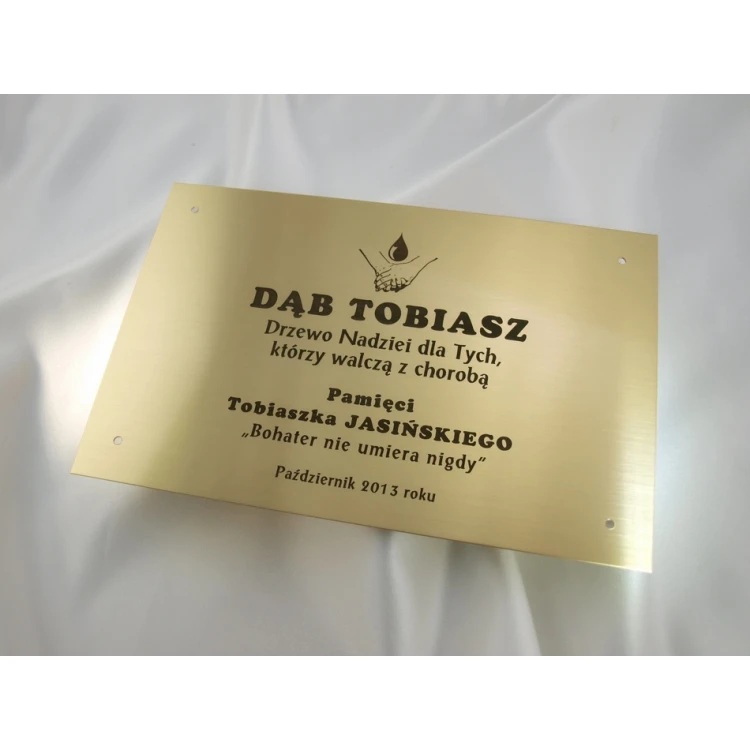 DĄB TOBIASZ
Drzewo Nadziei dla Tych,
którzy walczą z chorobą
Pamięci
Tobiaszka JASIŃSKIEGO
„Bohater nie umiera nigdy”
Październik 2013 roku